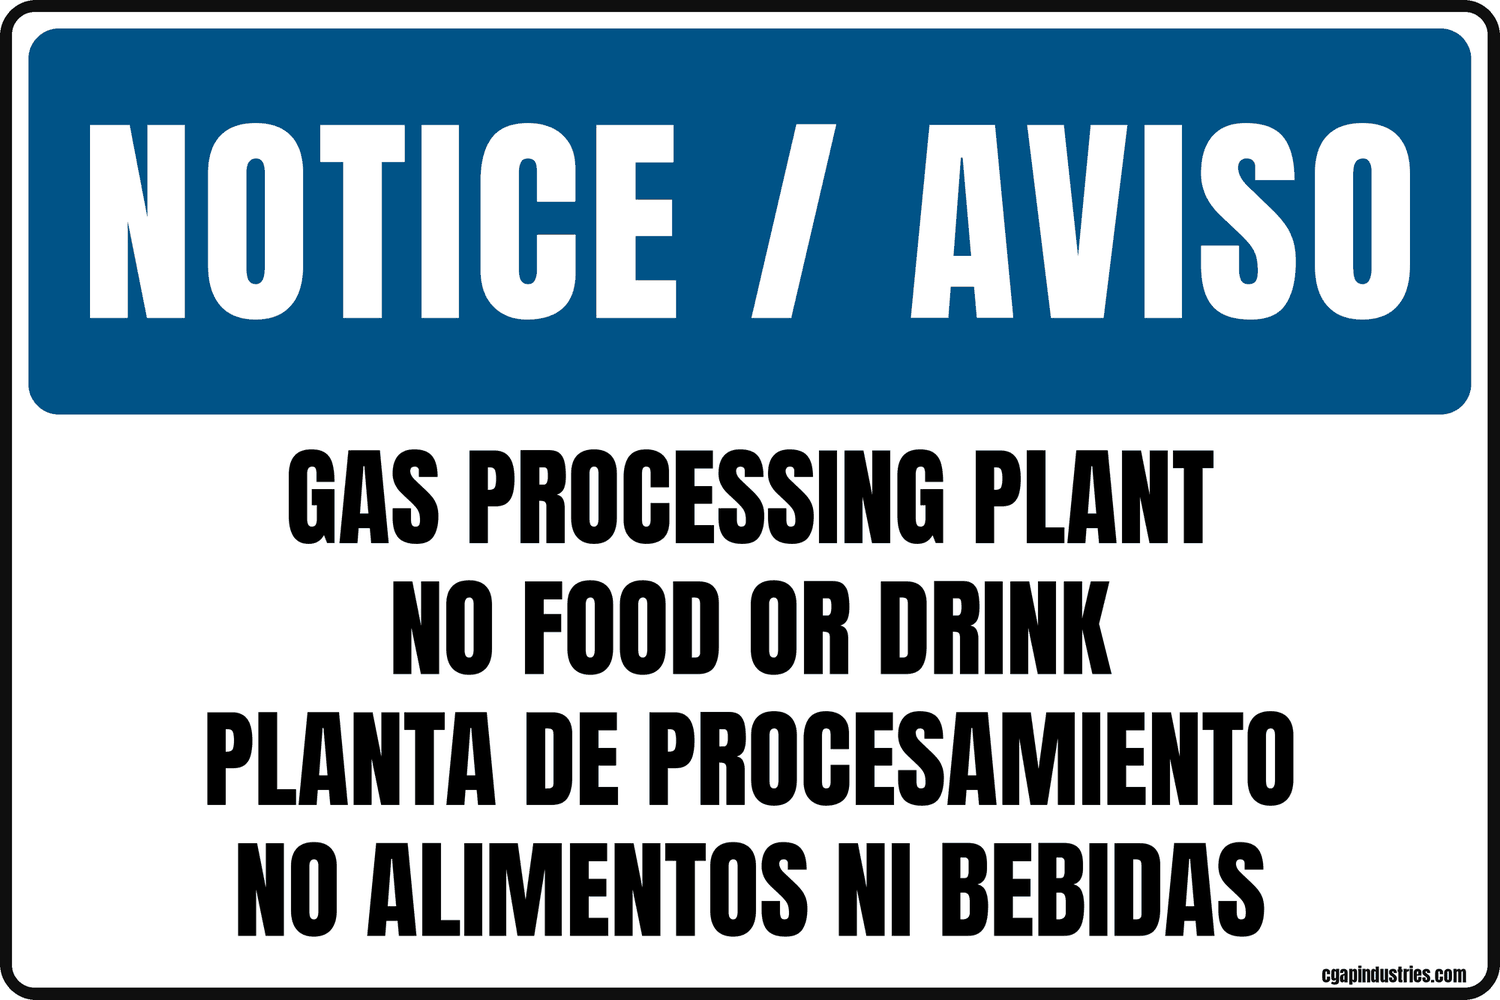 NOTICE / AVISO
GAS PROCESSING PLANT
NO FOOD OR DRINK
PLANTA DE PROCESAMIENTO
NO ALIMENTOS NI BEBIDAS
cgapindustries.com